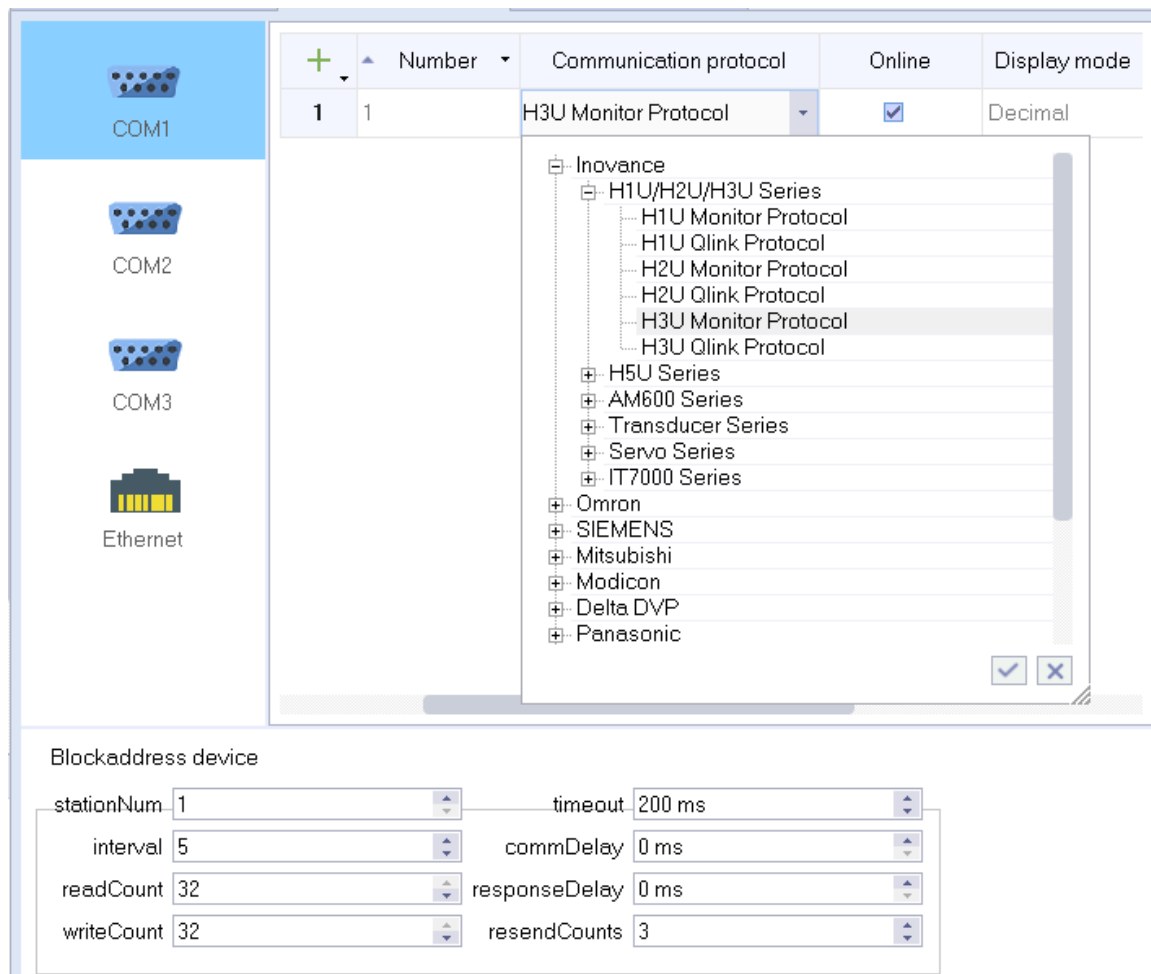 COM1
COM2
COM3
Ethernet
Number Communication protocol Online Display mode
1 1 H3U Monitor Protocol Decimal
Inovance
H1U/H2U/H3U Series
H1U Monitor Protocol
H1U Qlink Protocol
H2U Monitor Protocol
H2U Qlink Protocol
H3U Monitor Protocol
H3U Qlink Protocol
H5U Series
AM600 Series
Transducer Series
Servo Series
IT7000 Series
Omron
SIEMENS
Mitsubishi
Modicon
Delta DVP
Panasonic
Blockaddress device
stationNum 1 timeout 200 ms
interval 5 commDelay 0 ms
readCount 32 responseDelay 0 ms
writeCount 32 resendCounts 3